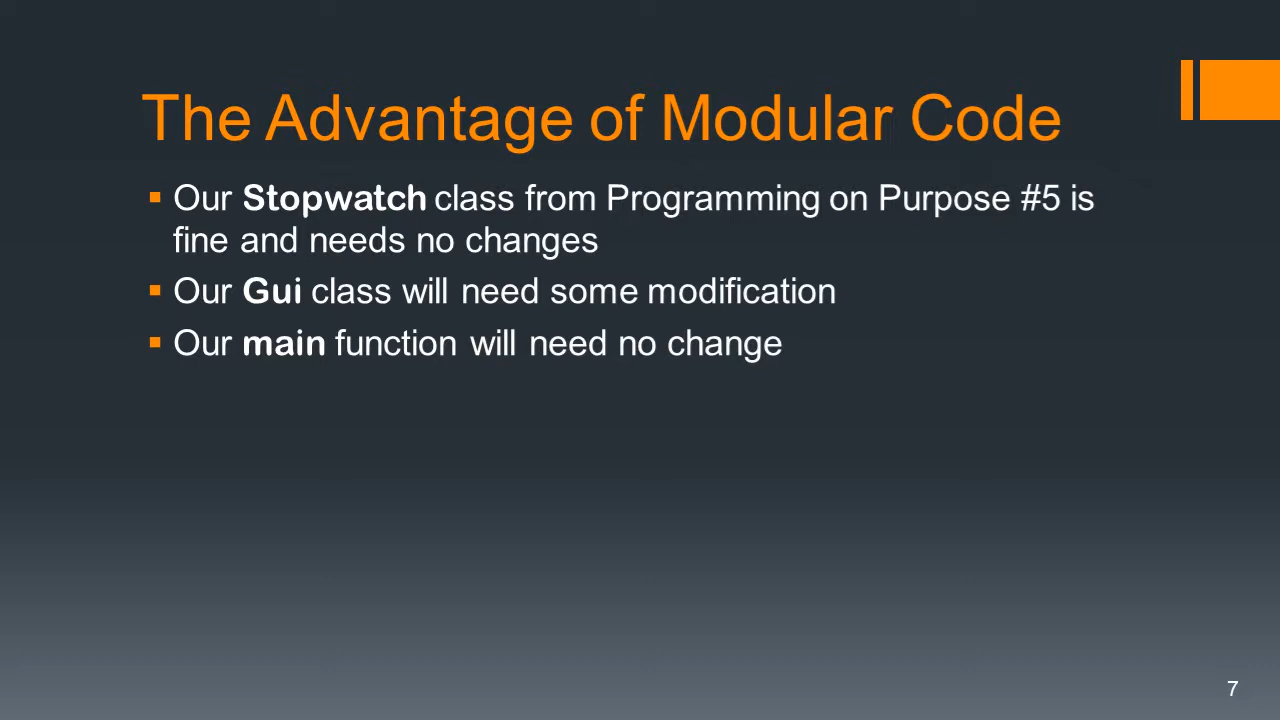 The Advantage of Modular Code
▪ Our Stopwatch class from Programming on Purpose #5 is
fine and needs no changes
▪ Our Gui class will need some modification
▪ Our main function will need no change
7